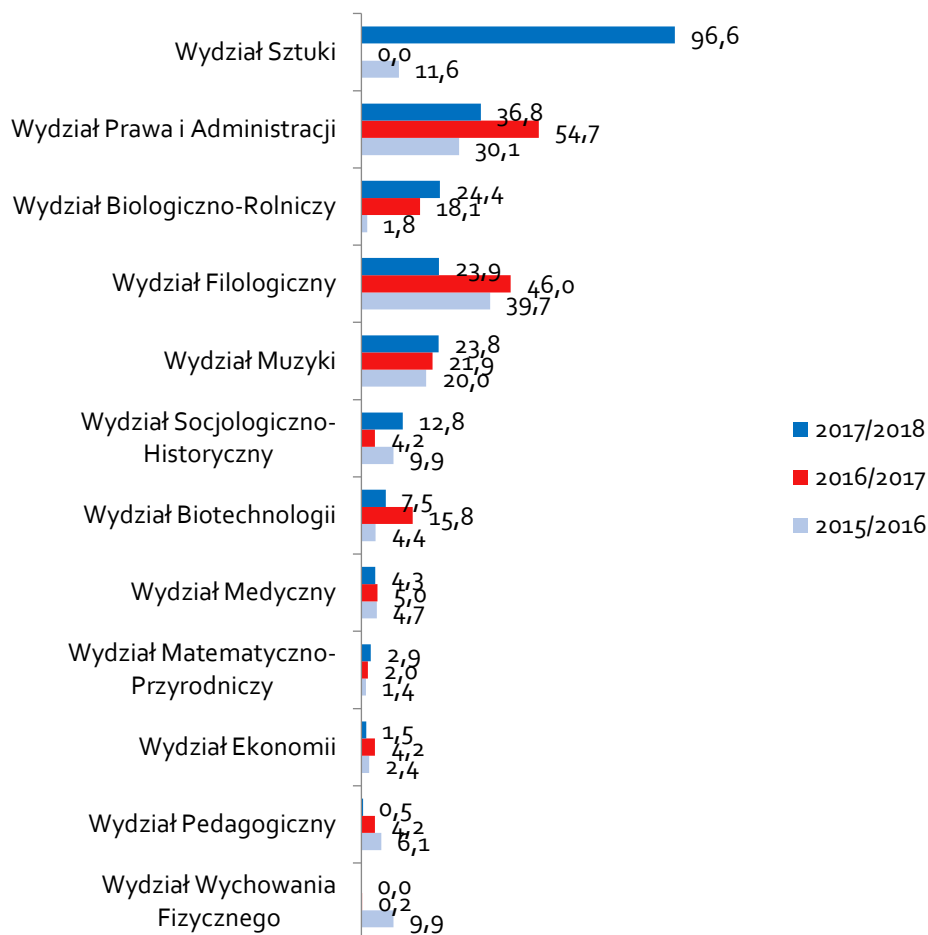 Wydział Sztuki
96,6
0,0
11,6
Wydział Prawa i Administracji
36,8
54,7
30,1
Wydział Biologiczno-Rolniczy
24,4
18,1
1,8
Wydział Filologiczny
23,9
46,0
39,7
Wydział Muzyki
23,8
21,9
20,0
Wydział Socjologiczno-
Historyczny
12,8
4,2
9,9
Wydział Biotechnologii
7,5
15,8
4,4
Wydział Medyczny
4,3
5,0
4,7
Wydział Matematyczno-
Przyrodniczy
2,9
2,0
1,4
Wydział Ekonomii
1,5
4,2
2,4
Wydział Pedagogiczny
0,5
4,2
6,1
Wydział Wychowania
Fizycznego
0,0
0,2
9,9
2017/2018
2016/2017
2015/2016